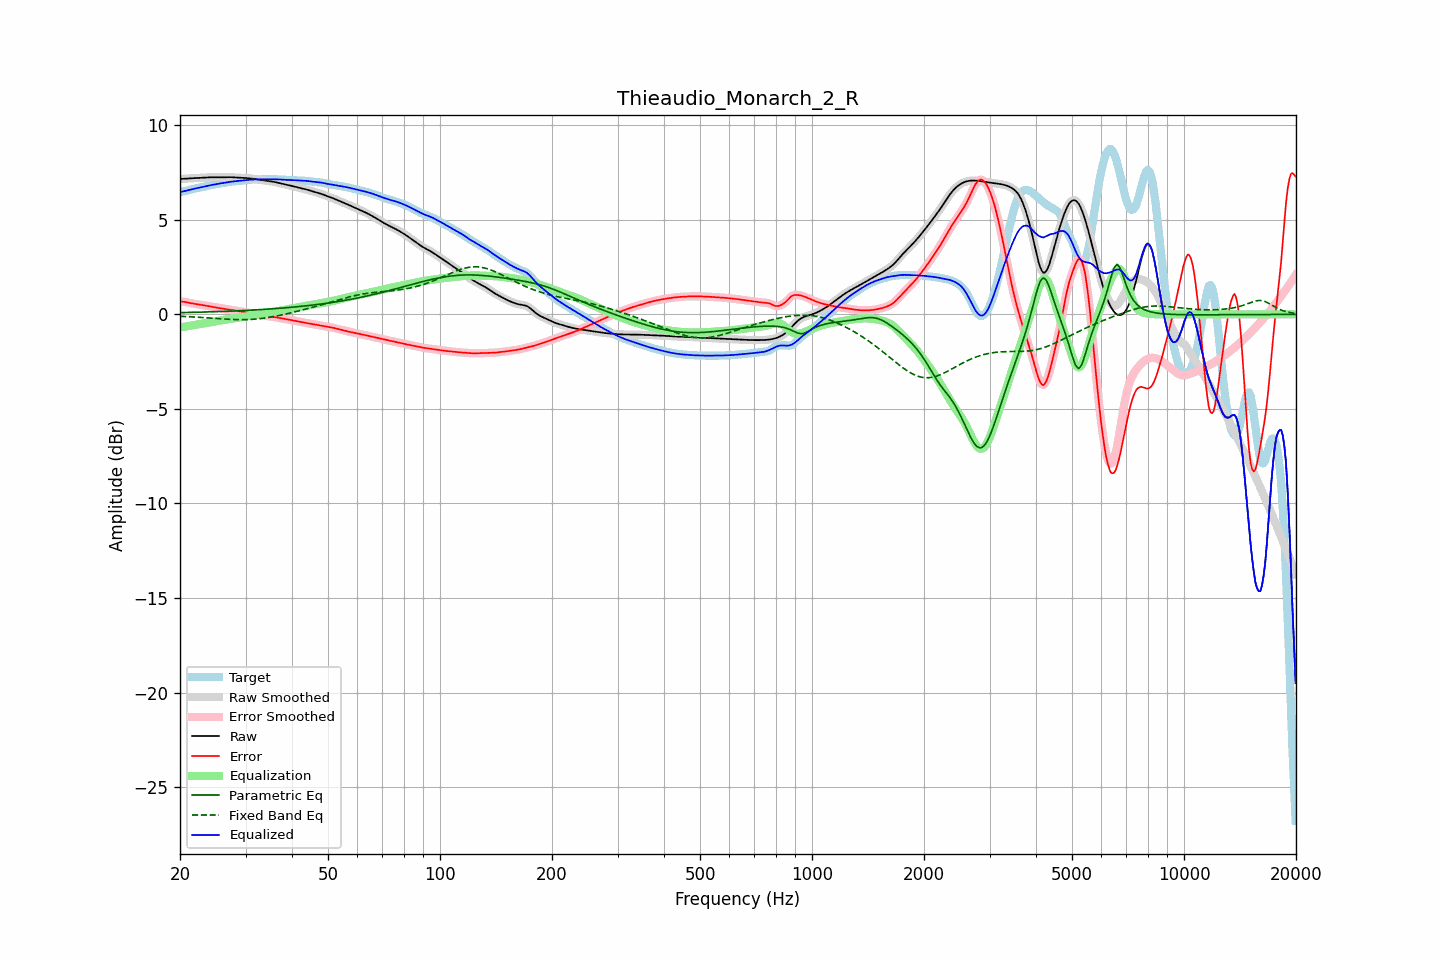 Thieaudio_Monarch_2_R
10
5
0
−5
−10
−15
−20
−25
Amplitude (dBr)
Target
Raw Smoothed
Error Smoothed
Raw
Error
Equalization
Parametric Eq
Fixed Band Eq
Equalized
20 50 100 200 500 1000 2000 5000 10000 20000
Frequency (Hz)